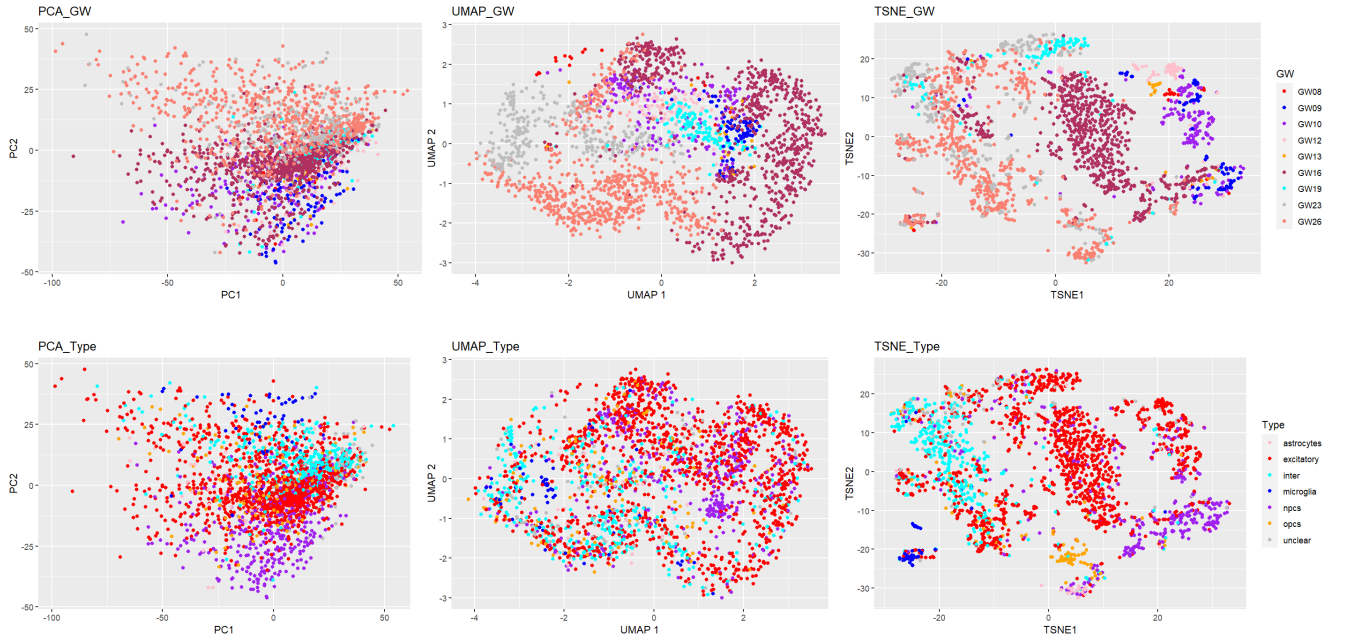 PCA_GW
50
25
0
-25
-50
PC2
-100
-50
0
50
PC1
UMAP_GW
3
2
1
0
-1
-2
-3
UMAP 2
-4
-2
0
2
UMAP 1
TSNE_GW
20
10
0
-10
-20
-30
TSNE2
-20
0
20
TSNE1
GW
GW08
GW09
GW10
GW12
GW13
GW16
GW19
GW23
GW26
PCA_Type
50
25
0
-25
-50
PC2
-100
-50
0
50
PC1
UMAP_Type
3
2
1
0
-1
-2
-3
UMAP 2
-4
-2
0
2
UMAP 1
TSNE_Type
20
10
0
-10
-20
-30
TSNE2
-20
0
20
TSNE1
Type
astrocytes
excitatory
inter
microglia
npcs
opcs
unclear